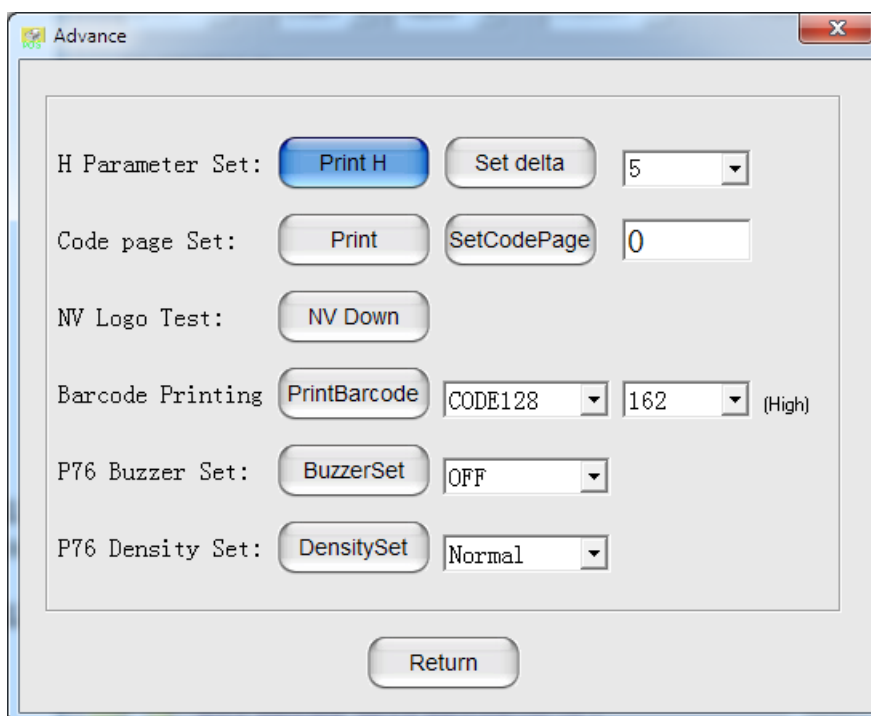 Advance
H Parameter Set: Print H Set delta 5
Code page Set: Print SetCodePage 0
NV Logo Test: NV Down
Barcode Printing PrintBarcode CODE128 162 (High)
P76 Buzzer Set: BuzzerSet OFF
P76 Density Set: DensitySet Normal
Return